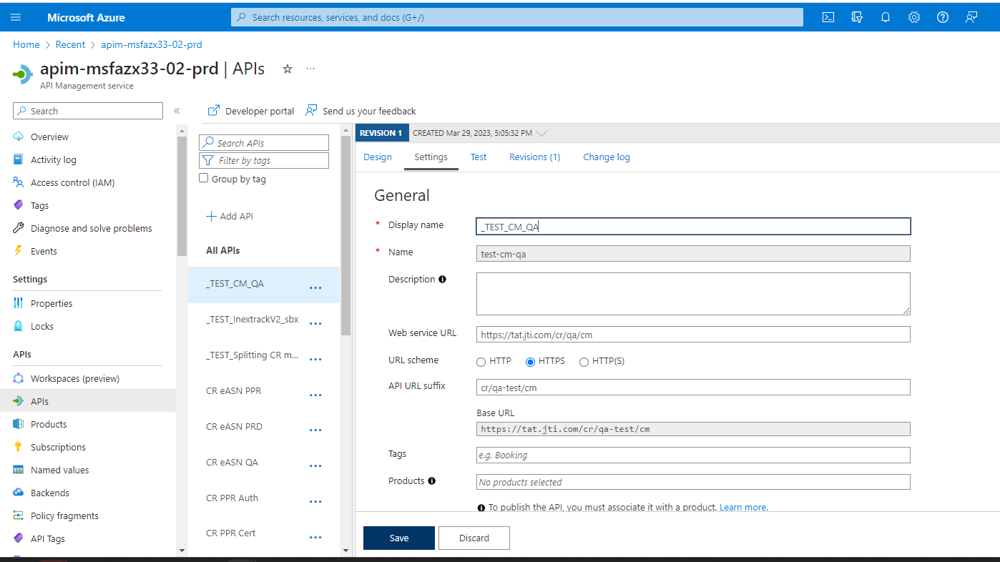 Microsoft Azure
Search resources, services, and docs (G+/)
Home > Recent > apim-msfazx33-02-prd
apim-msfazx33-02-prd | APIs
API Management service
Search
Overview
Activity log
Access control (IAM)
Tags
Diagnose and solve problems
Events
Settings
Properties
Locks
APIs
Workspaces (preview)
APIs
Products
Subscriptions
Named values
Backends
Policy fragments
API Tags
Developer portal
Send us your feedback
Search APIs
Filter by tags
Group by tag
Add API
All APIs
_TEST_CM_QA
_TEST_InextrackV2_sbx
_TEST_Splitting CR m...
CR eASN PPR
CR eASN PRD
CR eASN QA
CR PPR Auth
CR PPR Cert
REVISION 1 CREATED Mar 29, 2023, 5:05:32 PM
Design Settings Test Revisions (1) Change log
General
* Display name _TEST_CM_QA
* Name test-cm-qa
Description
Web service URL https://tat.jti.com/cr/qa/cm
URL scheme HTTP HTTPS HTTP(S)
API URL suffix cr/qa-test/cm
Base URL
https://tat.jti.com/cr/qa-test/cm
Tags e.g. Booking
Products No products selected
To publish the API, you must associate it with a product. Learn more.
Save Discard